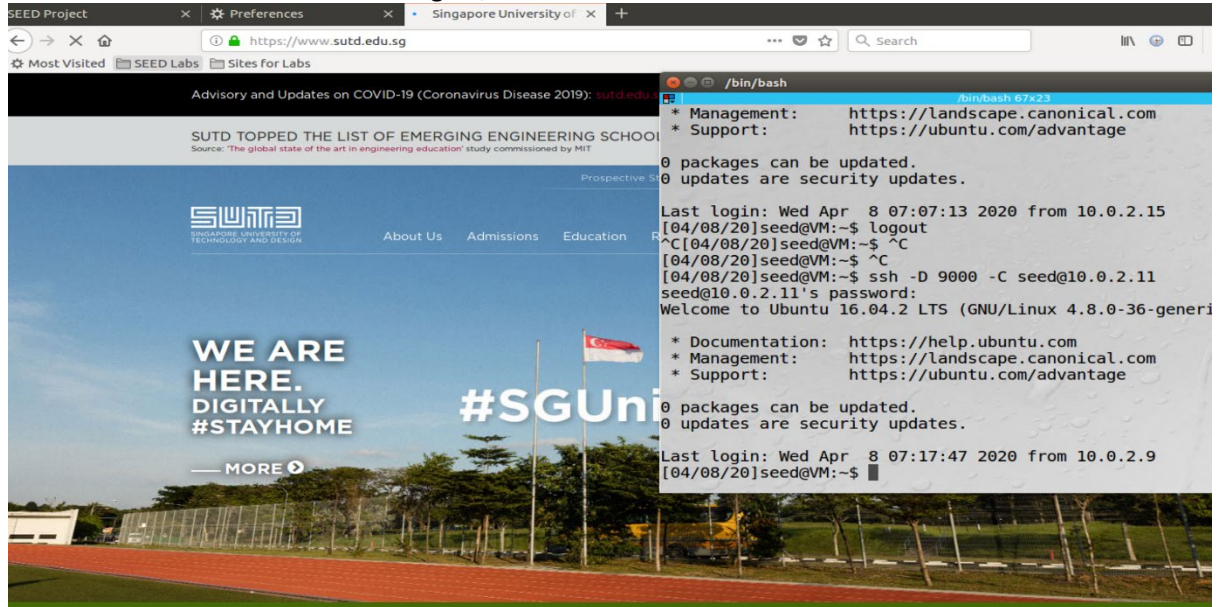 SEED Project
Preferences
Singapore University of
https://www.sutd.edu.sg
Search
Most Visited
SEED Labs
Sites for Labs
Advisory and Updates on COVID-19 (Coronavirus Disease 2019): sutd.edu.s
SUTD TOPPED THE LIST OF EMERGING ENGINEERING SCHOOL
Source: 'The global state of the art in engineering education' study commissioned by MIT
Prospective St
SUTD
SINGAPORE UNIVERSITY OF
TECHNOLOGY AND DESIGN
About Us Admissions Education R
WE ARE
HERE.
DIGITALLY
#STAYHOME
MORE
#SGUni
/bin/bash
/bin/bash 67x23
* Management: https://landscape.canonical.com
* Support: https://ubuntu.com/advantage
0 packages can be updated.
0 updates are security updates.
Last login: Wed Apr 8 07:07:13 2020 from 10.0.2.15
[04/08/20]seed@VM:~$ logout
^C[04/08/20]seed@VM:~$ ^C
[04/08/20]seed@VM:~$ ^C
[04/08/20]seed@VM:~$ ssh -D 9000 -C seed@10.0.2.11
seed@10.0.2.11's password:
Welcome to Ubuntu 16.04.2 LTS (GNU/Linux 4.8.0-36-generi
* Documentation: https://help.ubuntu.com
* Management: https://landscape.canonical.com
* Support: https://ubuntu.com/advantage
0 packages can be updated.
0 updates are security updates.
Last login: Wed Apr 8 07:17:47 2020 from 10.0.2.9
[04/08/20]seed@VM:~$